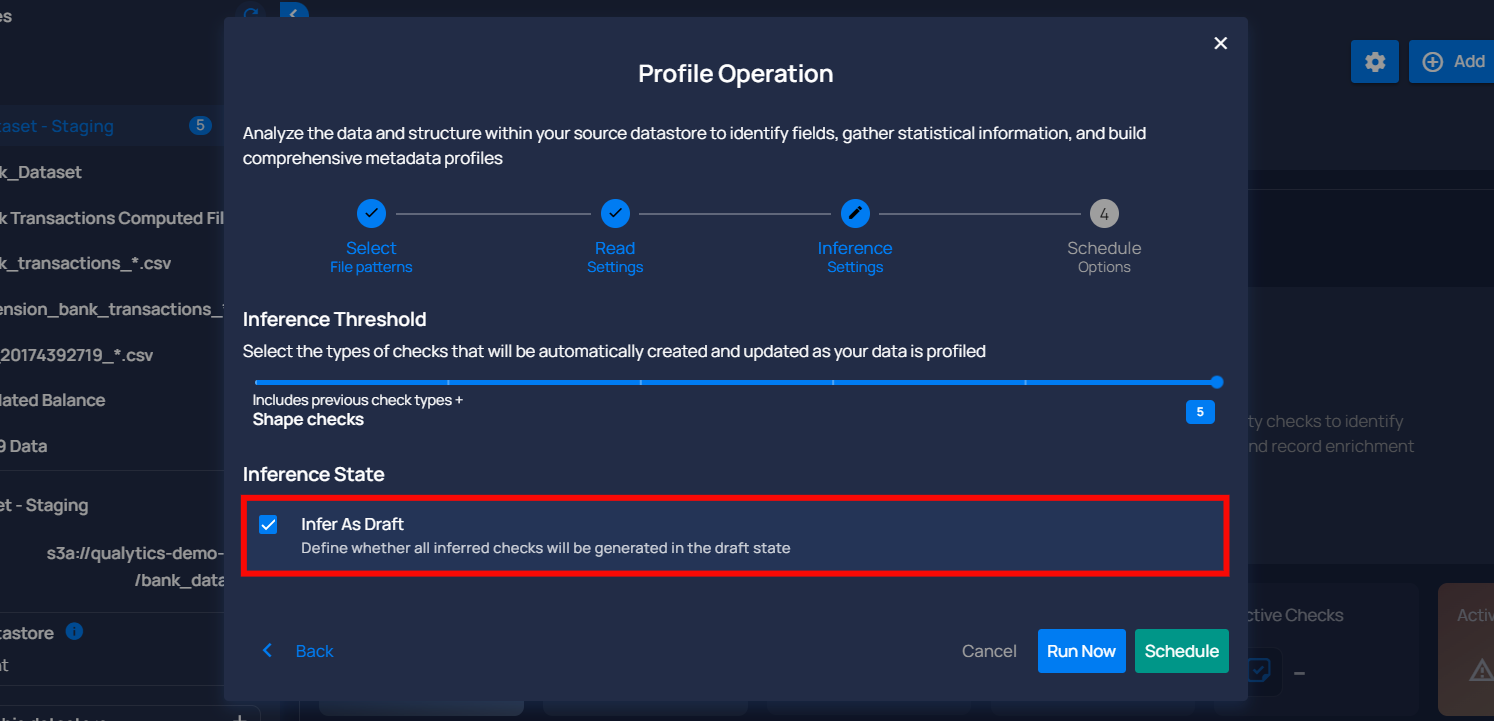 es
Add
Profile Operation
Analyze the data and structure within your source datastore to identify fields, gather statistical information, and build
comprehensive metadata profiles
aset - Staging
5
k_Dataset
k Transactions Computed Fil
k_transactions_*.csv
ension_bank_transactions_
_20174392719_*.csv
lated Balance
9 Data
et - Staging
s3a://qualytics-demo-
/bank_data
tastore
4
Select
File patterns
Read
Settings
Inference
Settings
Schedule
Options
Inference Threshold
Select the types of checks that will be automatically created and updated as your data is profiled
Includes previous check types +
Shape checks
5
Inference State
Infer As Draft
Define whether all inferred checks will be generated in the draft state
Back
Cancel
Run Now
Schedule
ty checks to identify
nd record enrichment
ctive Checks
–
Activ